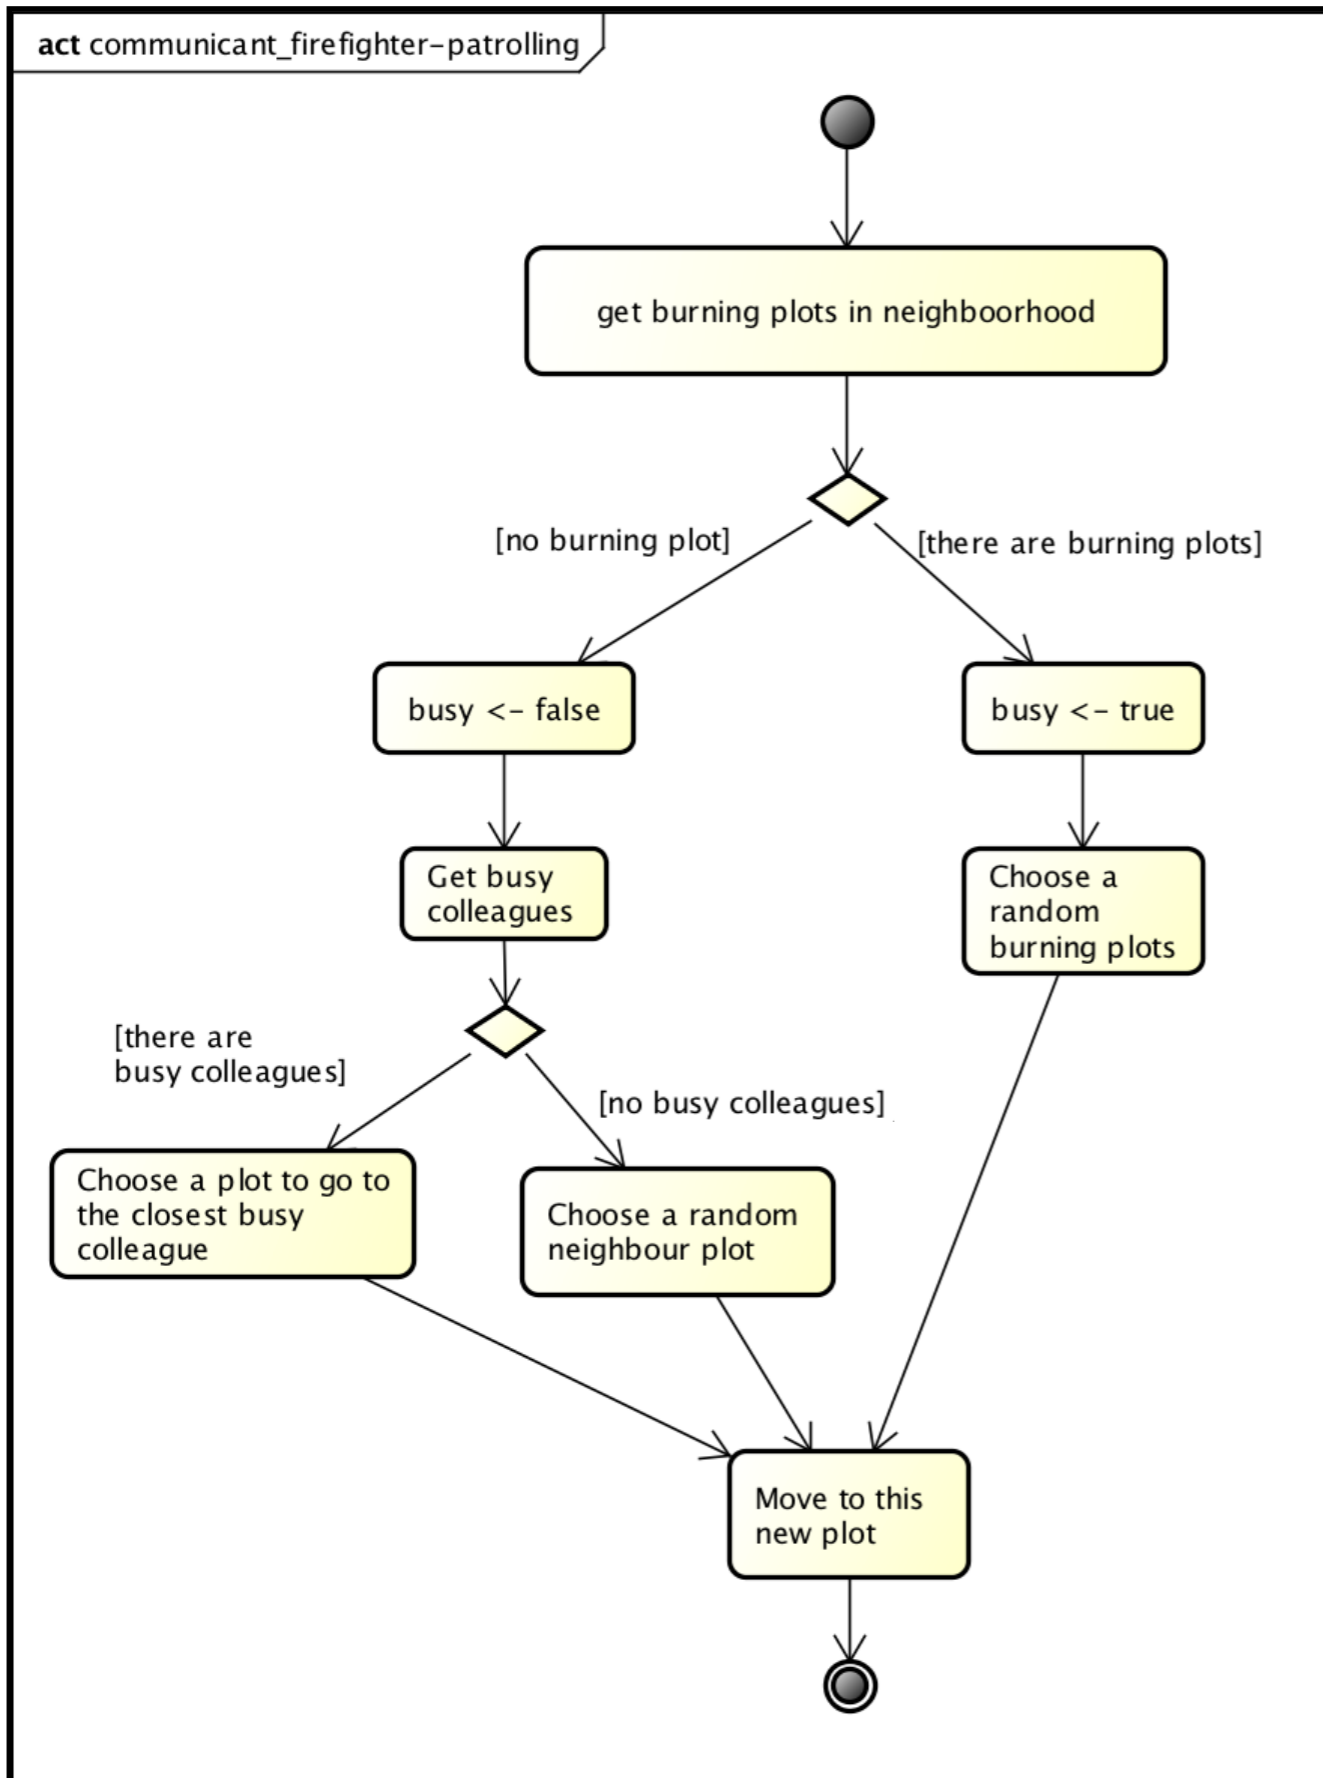 act communicant_firefighter-patrolling
get burning plots in neighboorhood
[no burning plot]
[there are burning plots]
busy <- false
busy <- true
Get busy
colleagues
Choose a
random
burning plots
[there are
busy colleagues]
[no busy colleagues]
Choose a plot to go to
the closest busy
colleague
Choose a random
neighbour plot
Move to this
new plot